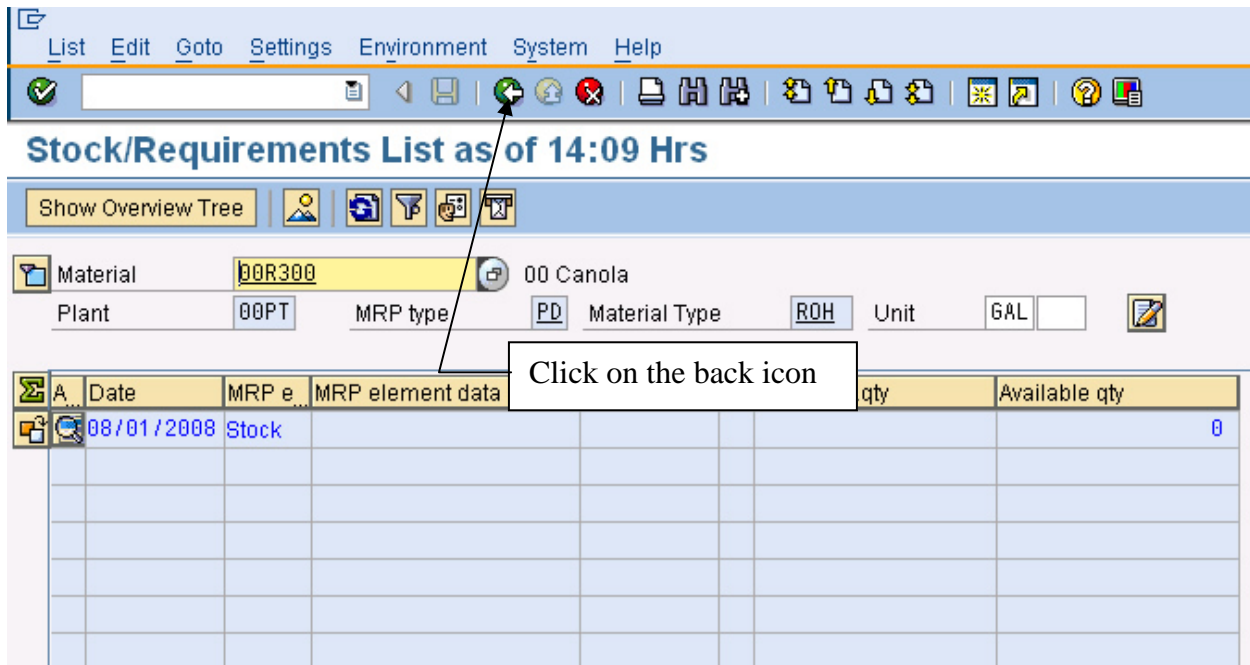 List Edit Goto Settings Environment System Help
Stock/Requirements List as of 14:09 Hrs
Show Overview Tree
Material 00R300 00 Canola
Plant 00PT MRP type PD Material Type ROH Unit GAL
Click on the back icon
A.. Date MRP e.. MRP element data qty Available qty
08/01/2008 Stock 0